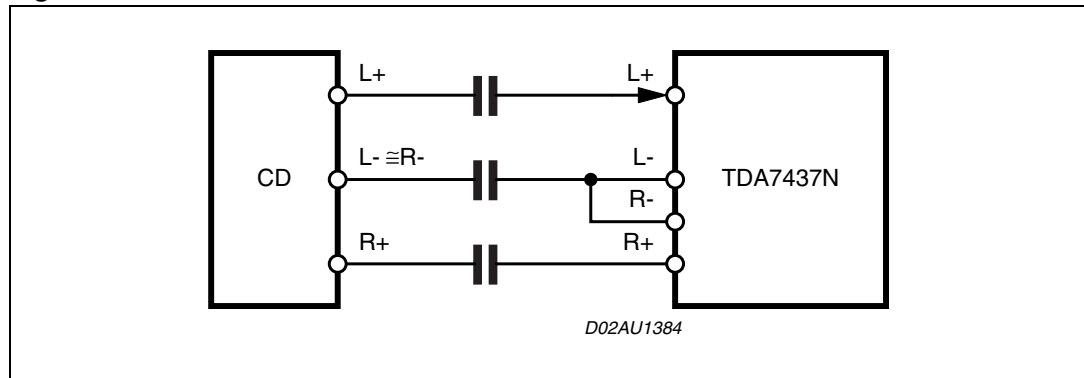 L+ L+
CD
L- ≅R- L-
TDA7437N
R-
R+ R+
D02AU1384